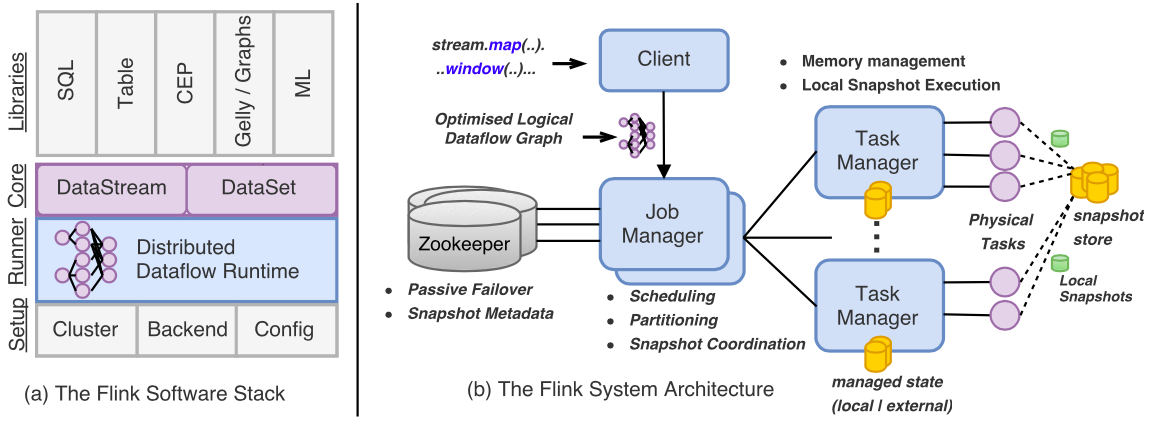 Libraries
SQL
Table
CEP
Gelly / Graphs
ML
Core
DataStream
DataSet
Runner
Distributed
Dataflow Runtime
Setup
Cluster
Backend
Config
(a) The Flink Software Stack
stream.map(..).
..window(..)...
Client
Optimised Logical
Dataflow Graph
Zookeeper
• Passive Failover
• Snapshot Metadata
Job
Manager
• Scheduling
• Partitioning
• Snapshot Coordination
• Memory management
• Local Snapshot Execution
Task
Manager
Physical
Tasks
snapshot
store
Task
Manager
Local
Snapshots
managed state
(local | external)
(b) The Flink System Architecture